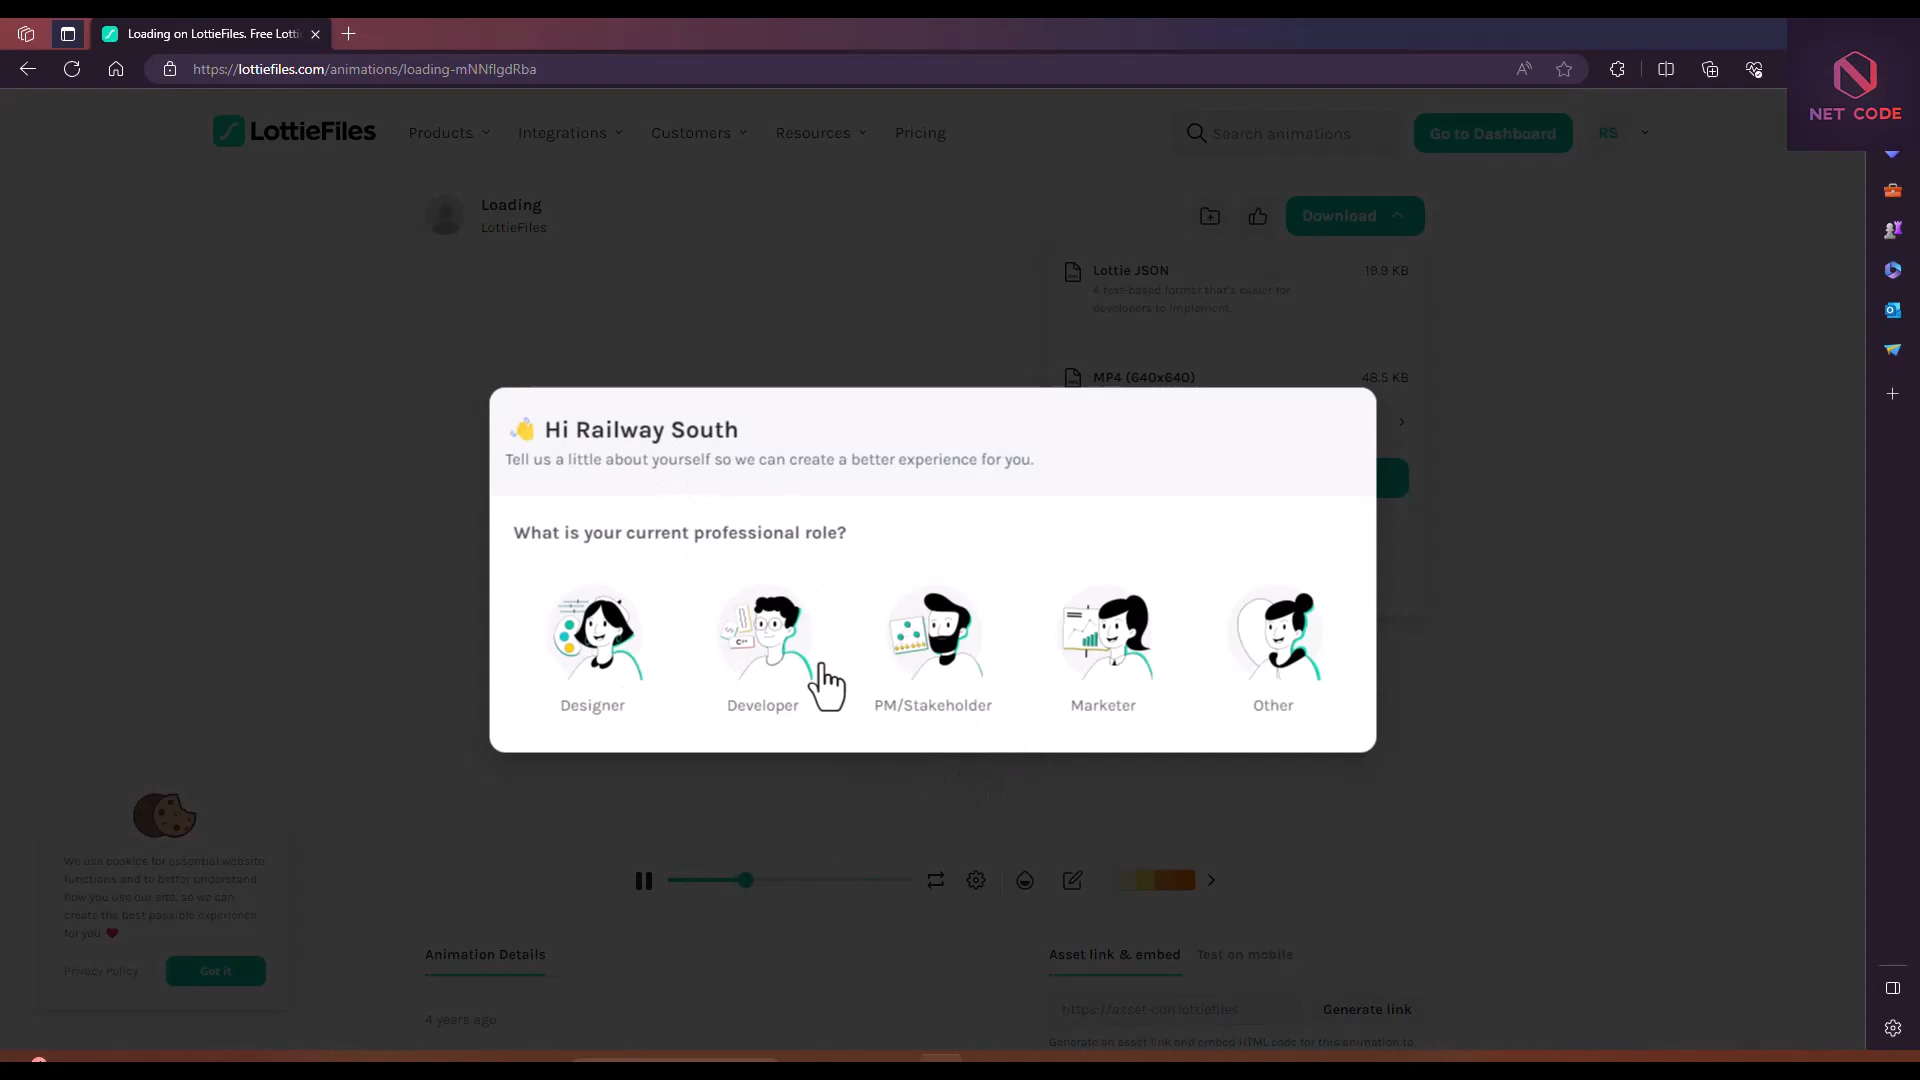 Loading on LottieFiles. Free Lotti
https://lottiefiles.com/animations/loading-mNNflgdRba
NET CODE
LottieFiles
Products
Integrations
Customers
Resources
Pricing
Search animations
Go to Dashboard
RS
Loading
LottieFiles
Download
Lottie JSON
19.9 KB
A text-based format that's easier for
developers to implement.
MP4 (640x640)
48.5 KB
Hi Railway South
Tell us a little about yourself so we can create a better experience for you.
What is your current professional role?
C++
Designer
Developer
PM/Stakeholder
Marketer
Other
We use cookies for essential website
functions and to better understand
how you use our site, so we can
create the best possible experience
for you
Privacy Policy
Got it
Animation Details
4 years ago
Asset link & embed
Test on mobile
https://asset-cdn.lottiefiles
Generate link
Generate an asset link and embed HTML code for this animation to